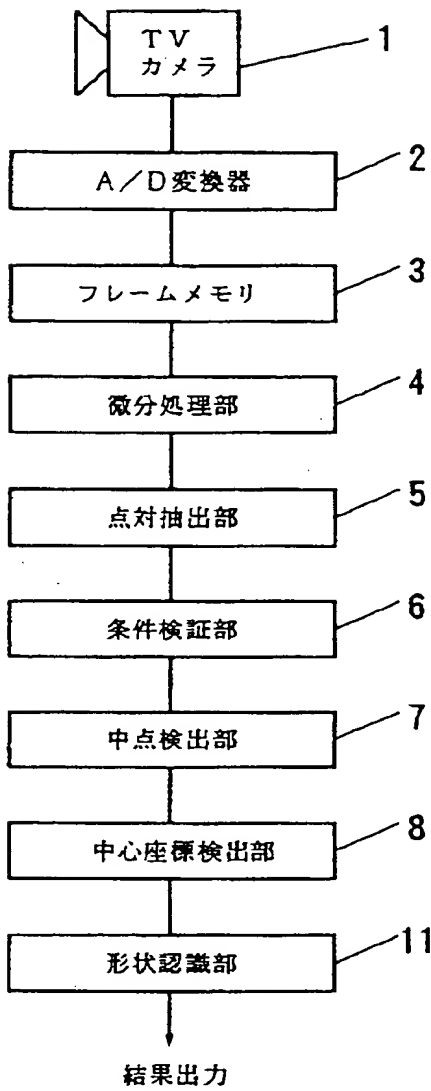 TV
カメラ
1
A/D変換器
2
フレームメモリ
3
微分処理部
4
点対抽出部
5
条件検証部
6
中点検出部
7
中心座標検出部
8
形状認識部
11
結果出力